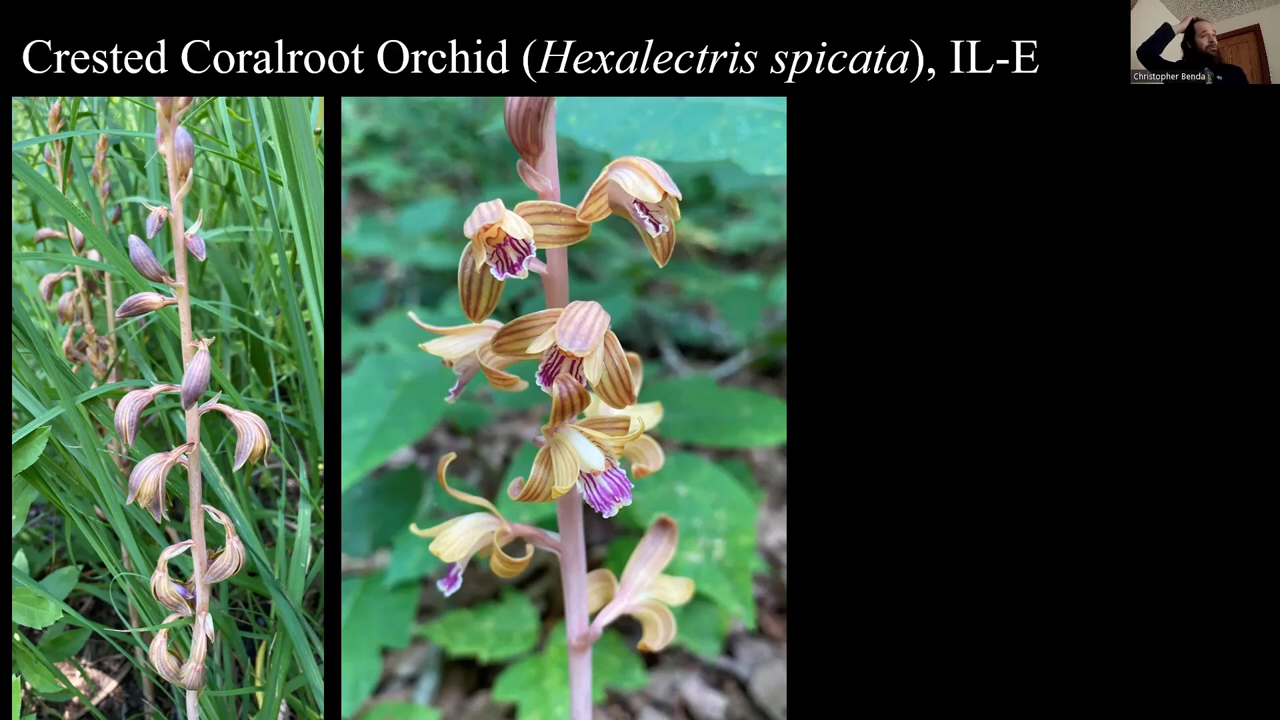 Crested Coralroot Orchid (Hexalectris spicata), IL-E
Christopher Benda